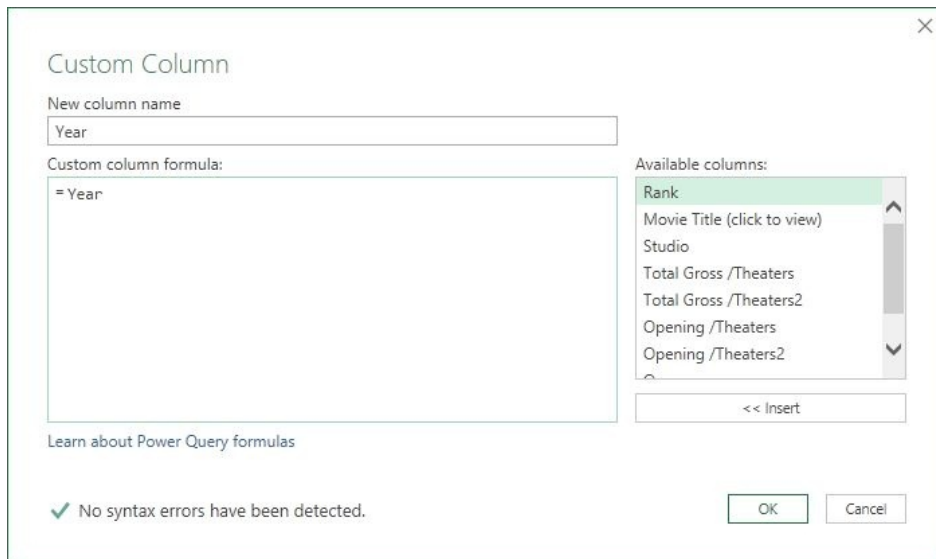 Custom Column
New column name
Year
Custom column formula:
= Year
Available columns:
Rank
Movie Title (click to view)
Studio
Total Gross /Theaters
Total Gross /Theaters2
Opening /Theaters
Opening /Theaters2
<< Insert
Learn about Power Query formulas
No syntax errors have been detected.
OK
Cancel